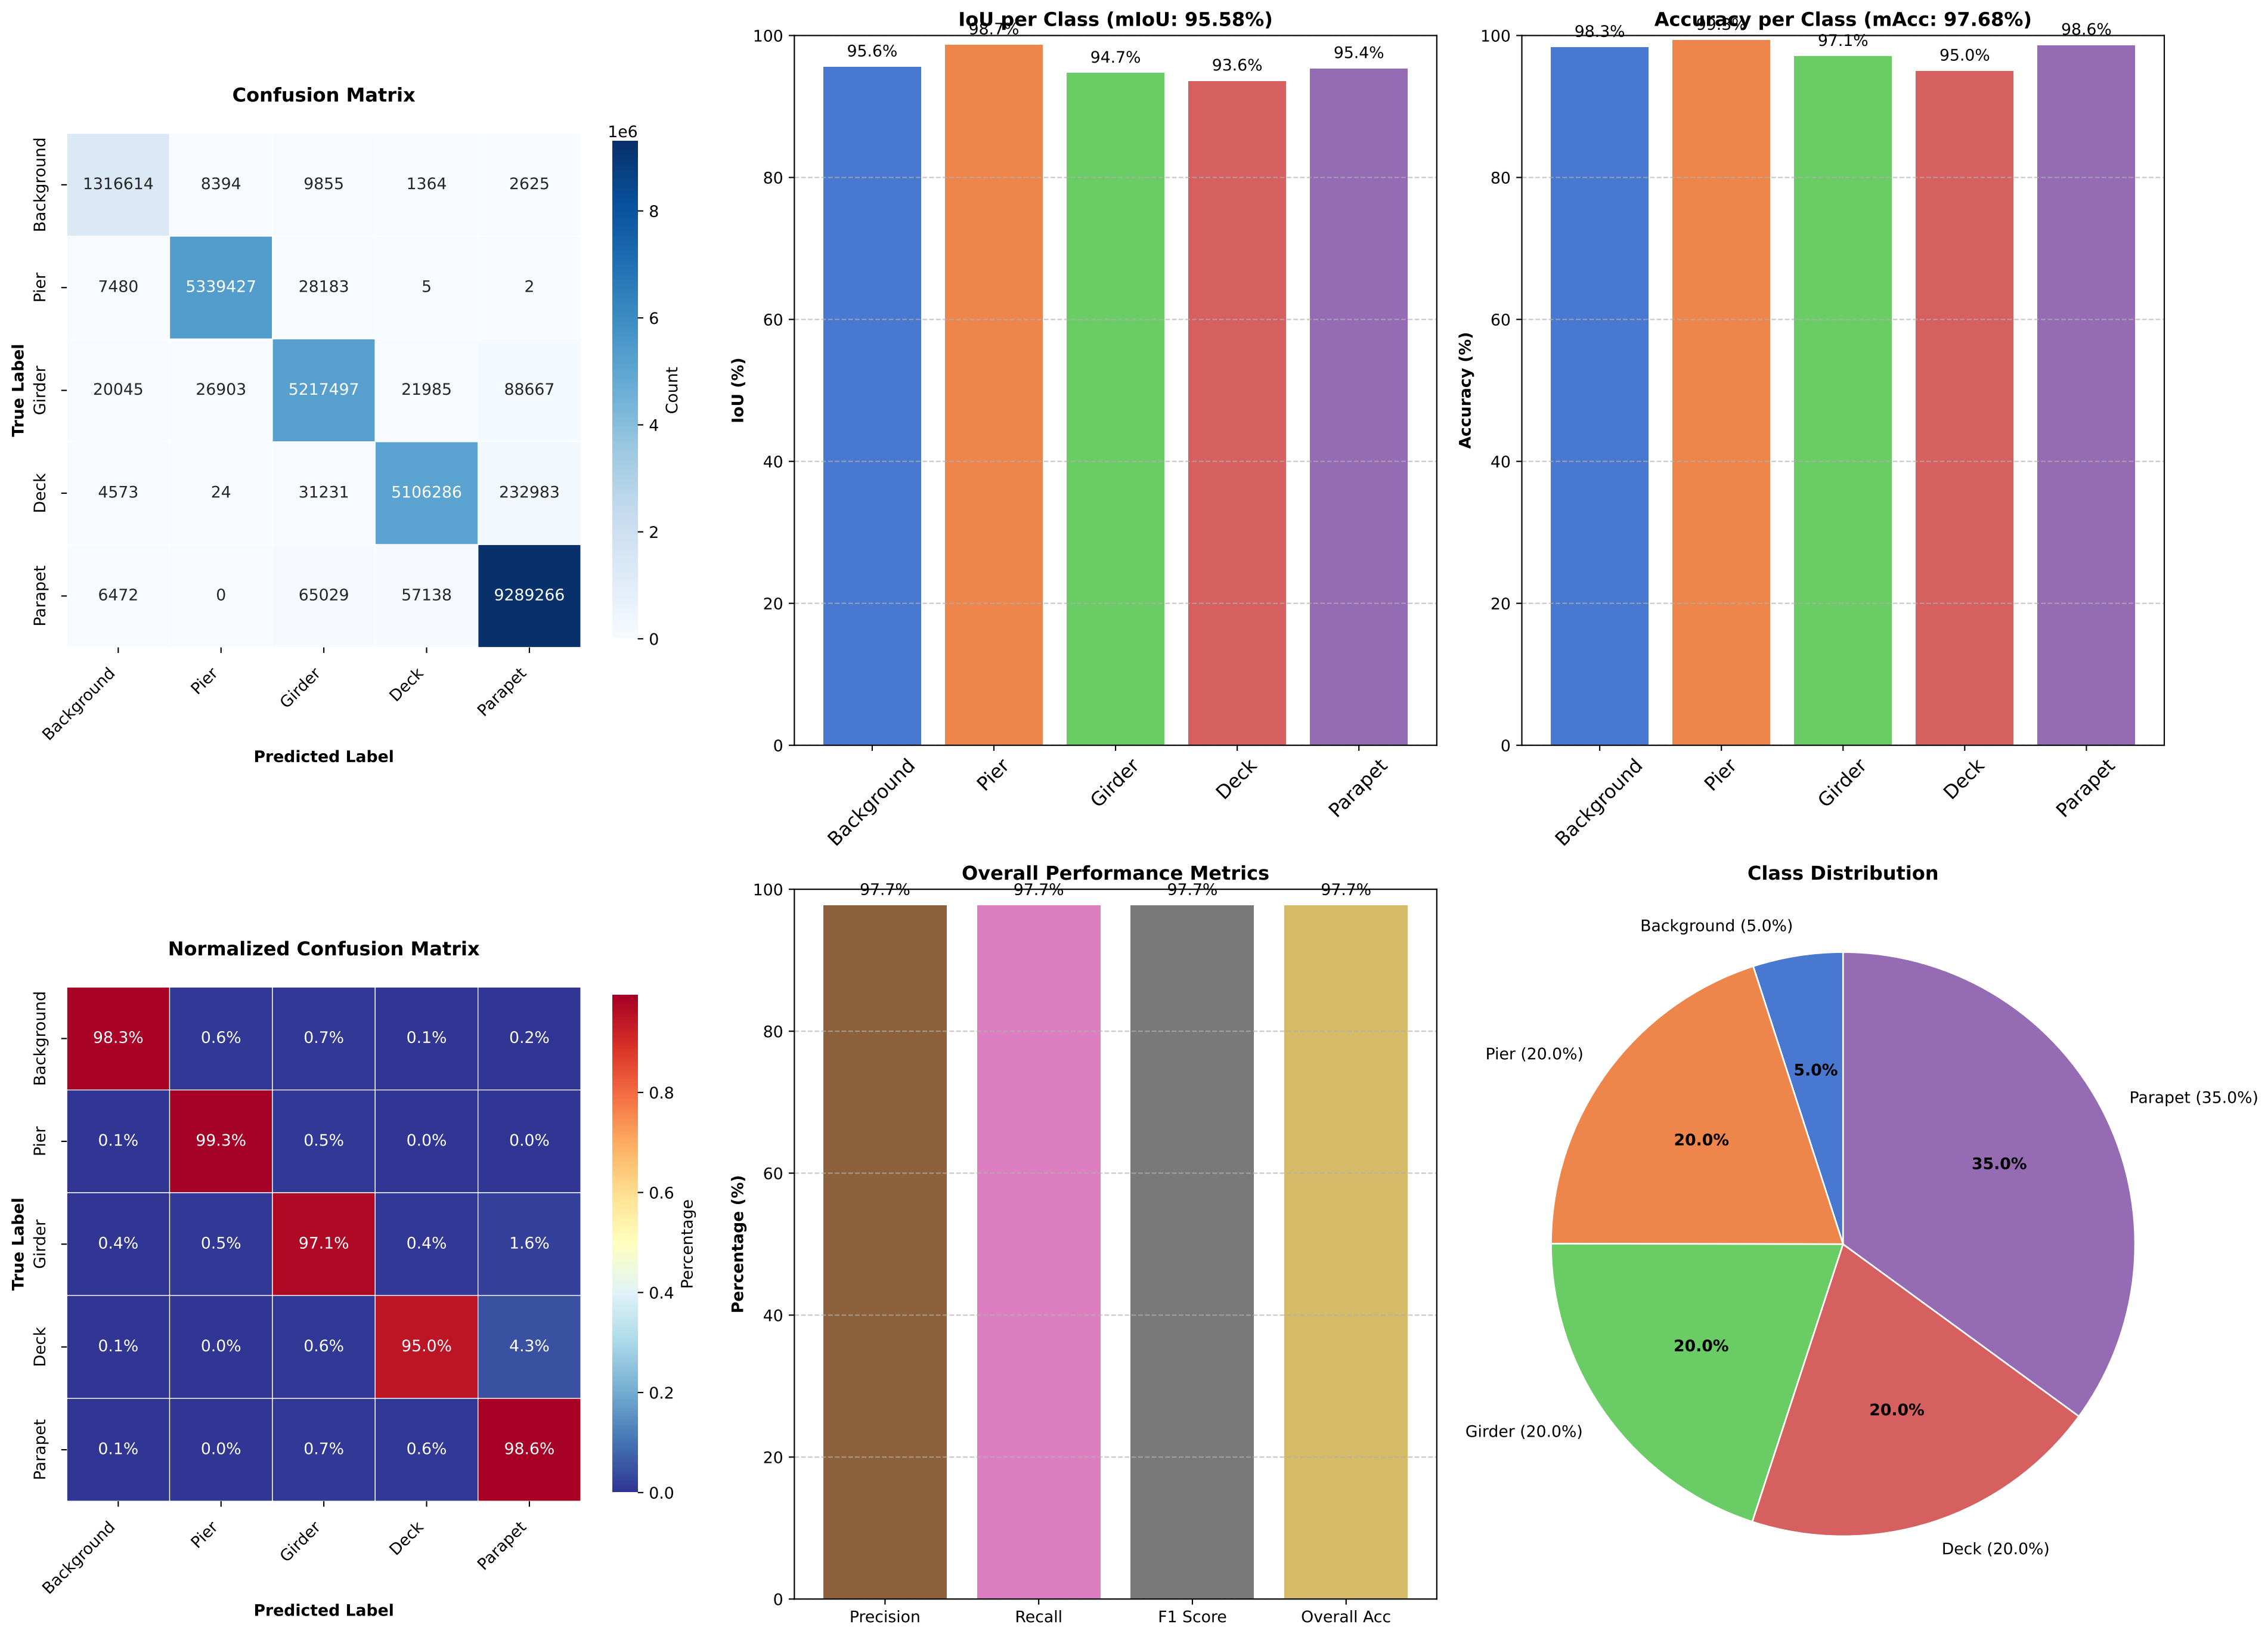 Confusion Matrix
1e6
Background 1316614 8394 9855 1364 2625
Pier 7480 5339427 28183 5 2
Girder 20045 26903 5217497 21985 88667
Deck 4573 24 31231 5106286 232983
Parapet 6472 0 65029 57138 9289266
True Label
Background Pier Girder Deck Parapet
Predicted Label
8
6
4
2
0
Count
IoU per Class (mIoU: 95.58%)
95.6% 98.7% 94.7% 93.6% 95.4%
100
80
60
40
20
0
IoU (%)
Background Pier Girder Deck Parapet
Accuracy per Class (mAcc: 97.68%)
98.3% 99.3% 97.1% 95.0% 98.6%
100
80
60
40
20
0
Accuracy (%)
Background Pier Girder Deck Parapet
Normalized Confusion Matrix
Background 98.3% 0.6% 0.7% 0.1% 0.2%
Pier 0.1% 99.3% 0.5% 0.0% 0.0%
Girder 0.4% 0.5% 97.1% 0.4% 1.6%
Deck 0.1% 0.0% 0.6% 95.0% 4.3%
Parapet 0.1% 0.0% 0.7% 0.6% 98.6%
True Label
Background Pier Girder Deck Parapet
Predicted Label
0.8
0.6
0.4
0.2
0.0
Percentage
Overall Performance Metrics
97.7% 97.7% 97.7% 97.7%
100
80
60
40
20
0
Percentage (%)
Precision Recall F1 Score Overall Acc
Class Distribution
Background (5.0%)
Pier (20.0%)
5.0%
Parapet (35.0%)
20.0%
35.0%
20.0%
20.0%
Girder (20.0%)
Deck (20.0%)